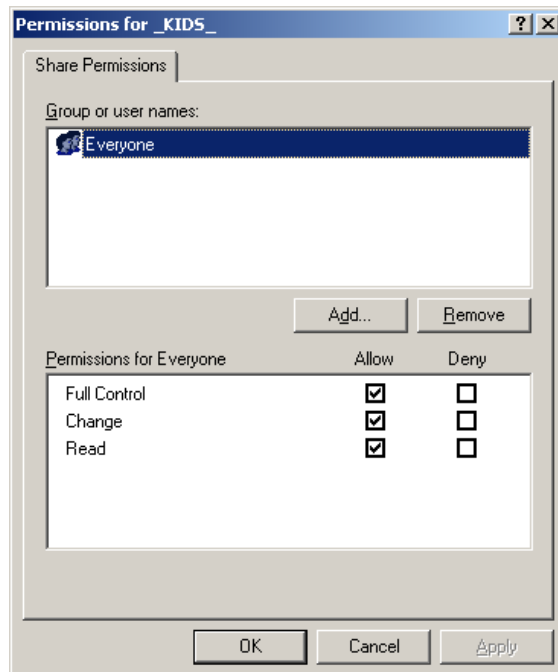 Permissions for _KIDS_
Share Permissions
Group or user names:
Everyone
Add... Remove
Permissions for Everyone Allow Deny
Full Control
Change
Read
OK Cancel Apply